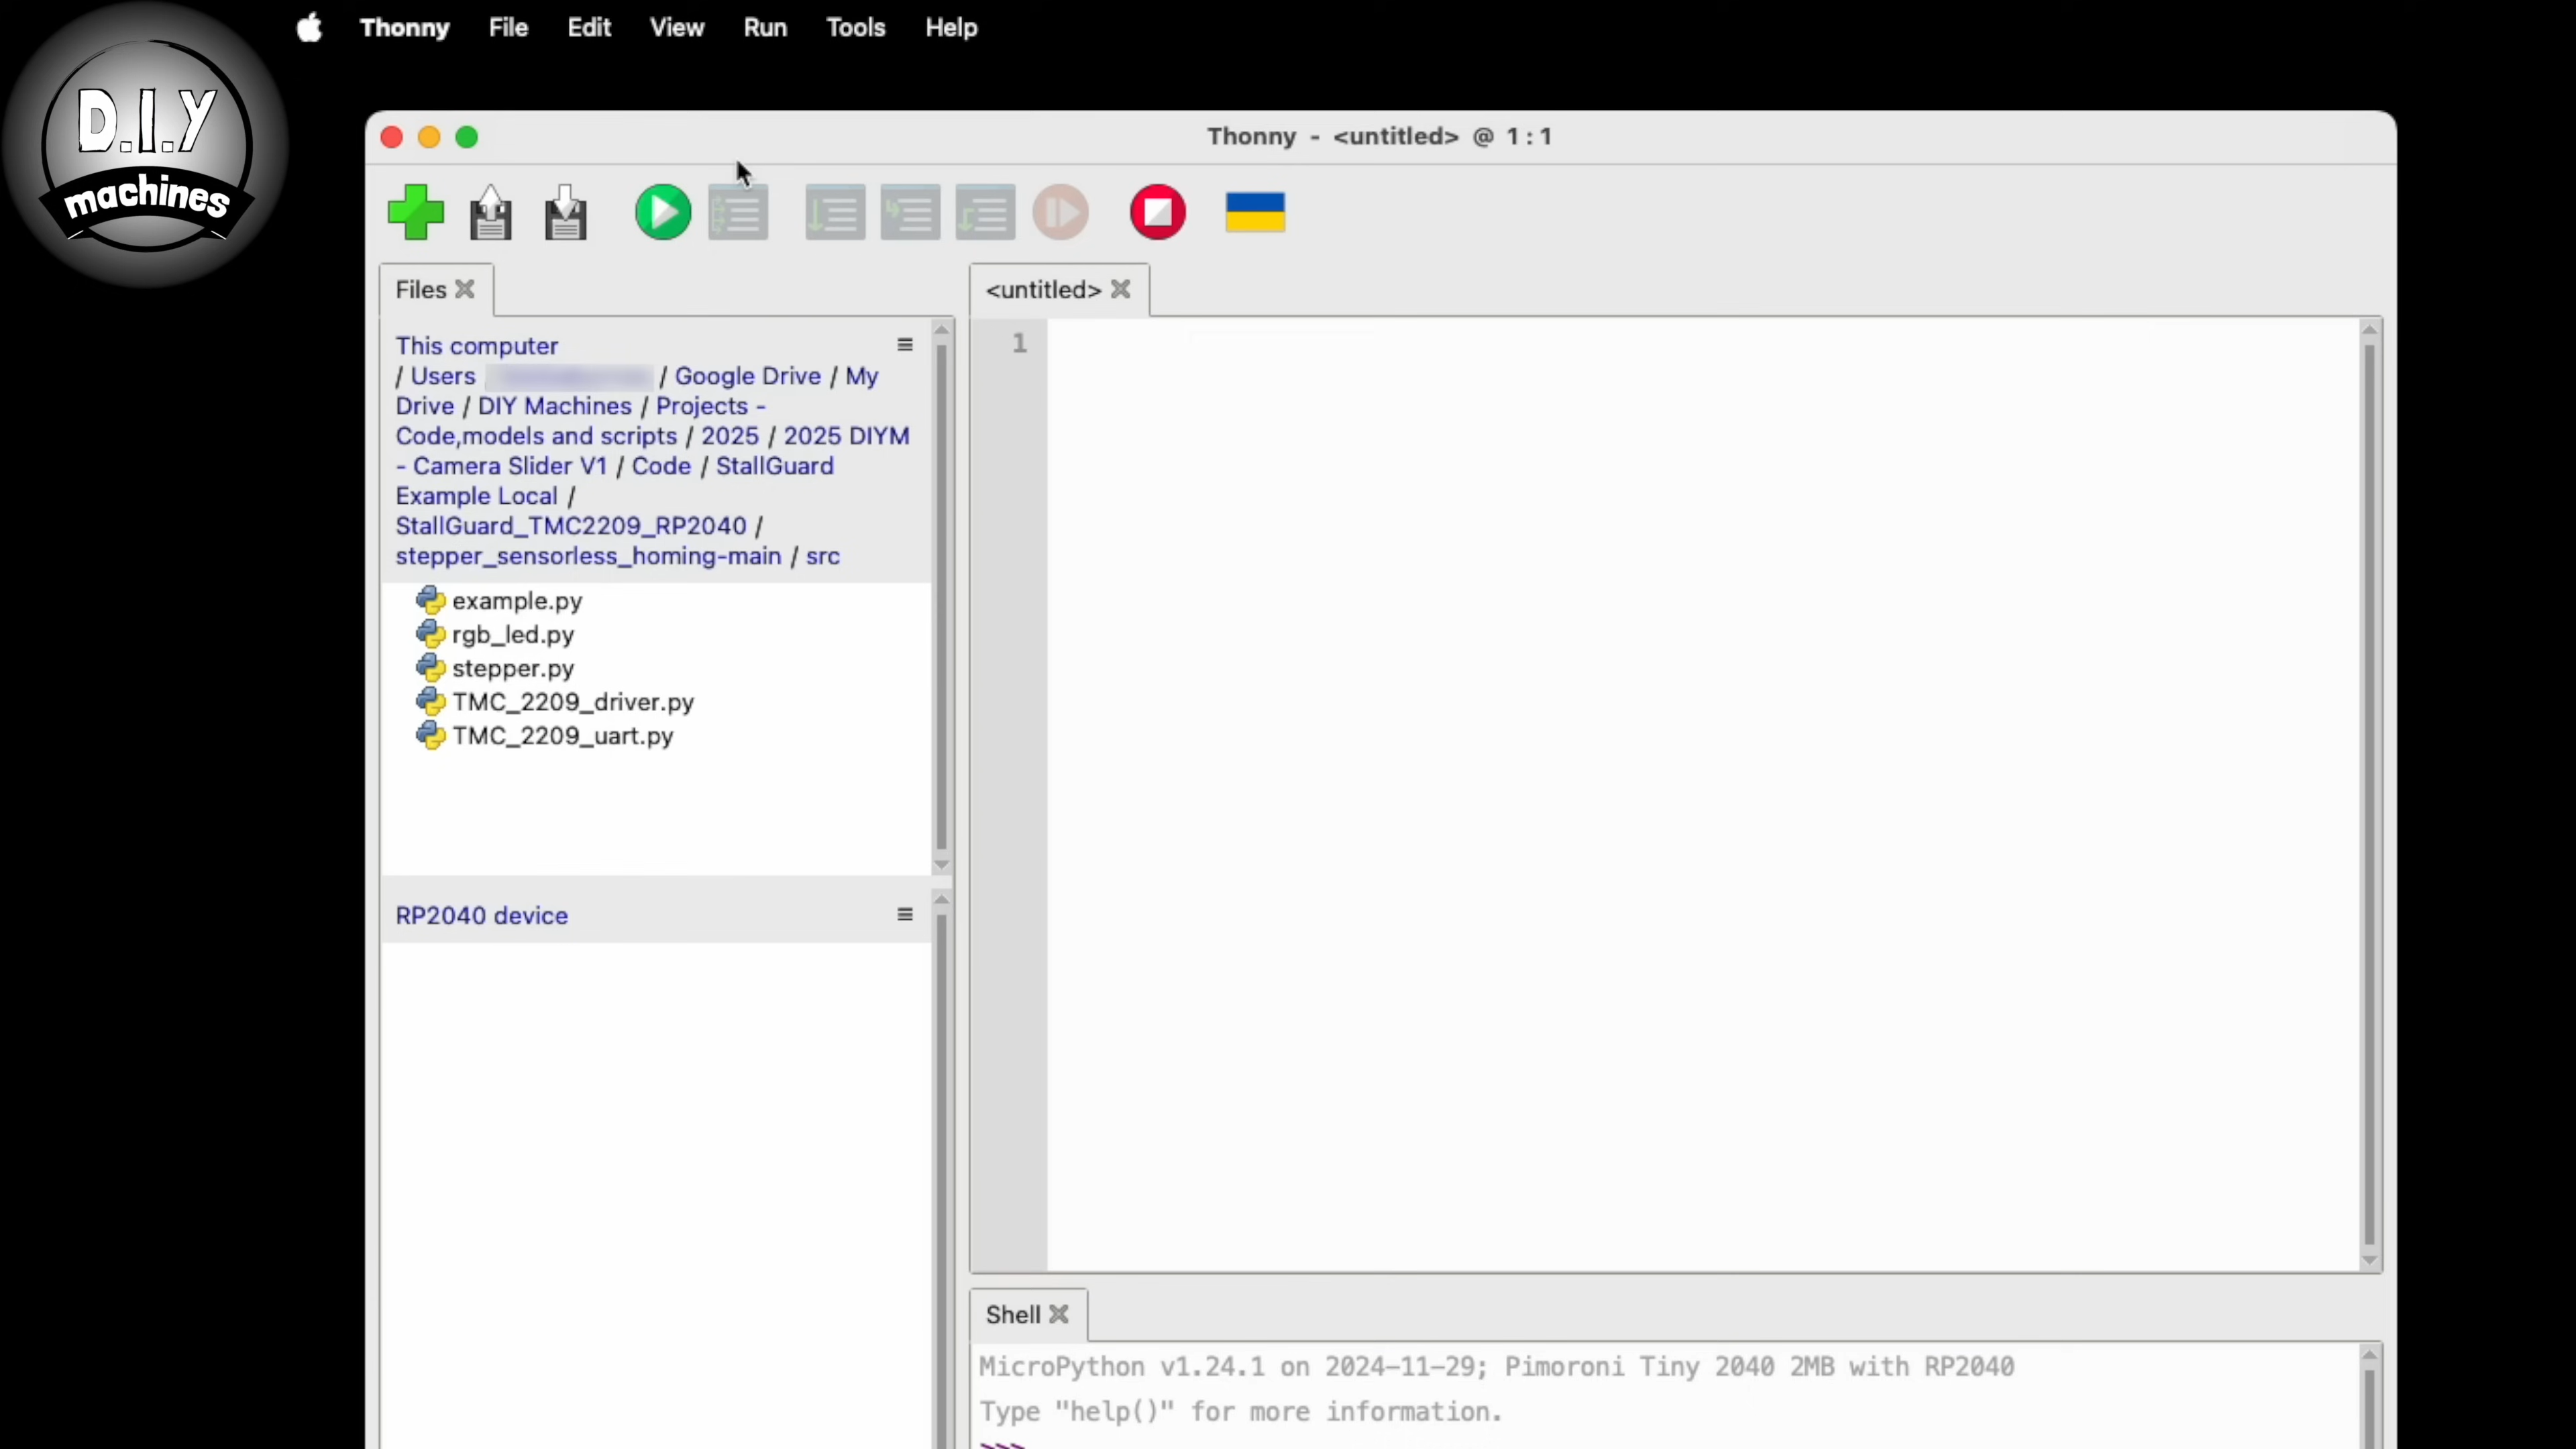 Thonny File Edit View Run Tools Help
D.I.Y
machines
Thonny - <untitled> @ 1:1
Files
<untitled>
This computer
/ Users / Google Drive / My
Drive / DIY Machines / Projects -
Code,models and scripts / 2025 / 2025 DIYM
- Camera Slider V1 / Code / StallGuard
Example Local /
StallGuard_TMC2209_RP2040 /
stepper_sensorless_homing-main / src
example.py
rgb_led.py
stepper.py
TMC_2209_driver.py
TMC_2209_uart.py
RP2040 device
1
Shell
MicroPython v1.24.1 on 2024-11-29; Pimoroni Tiny 2040 2MB with RP2040
Type "help()" for more information.
>>>